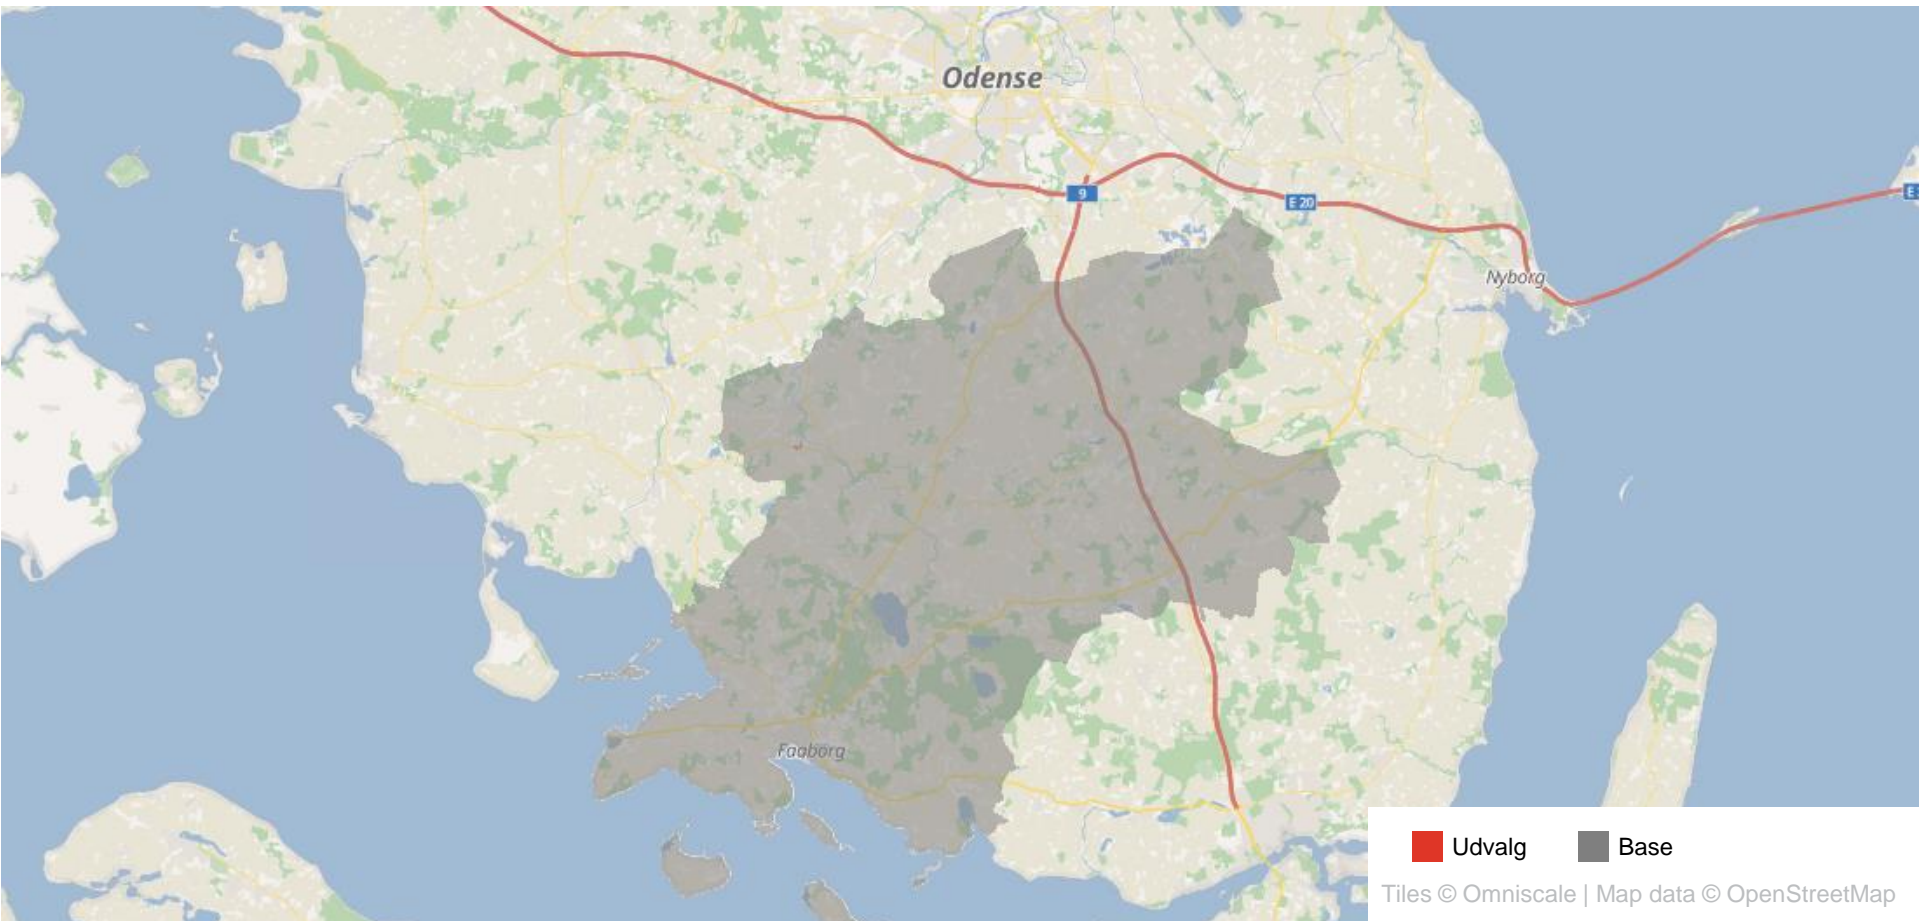 Odense
9
E 20
E
Nyborg
Faaborg
Udvalg
Base
Tiles © Omniscale | Map data © OpenStreetMap